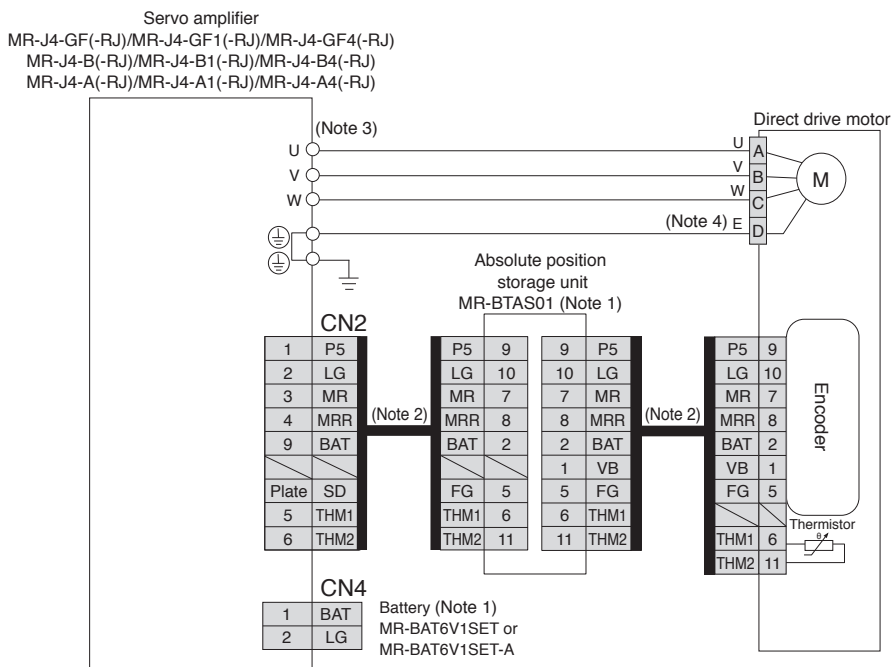 Servo amplifier
MR-J4-GF(-RJ)/MR-J4-GF1(-RJ)/MR-J4-GF4(-RJ)
MR-J4-B(-RJ)/MR-J4-B1(-RJ)/MR-J4-B4(-RJ)
MR-J4-A(-RJ)/MR-J4-A1(-RJ)/MR-J4-A4(-RJ)
Direct drive motor
(Note 3)
U U A
V V B M
W W C
(Note 4) E D
Absolute position
storage unit
MR-BTAS01 (Note 1)
CN2
1 P5 P5 9 9 P5 P5 9
2 LG LG 10 10 LG LG 10
3 MR MR 7 7 MR MR 7
4 MRR (Note 2) MRR 8 8 MRR (Note 2) MRR 8
9 BAT BAT 2 2 BAT BAT 2
1 VB VB 1
Plate SD FG 5 5 FG FG 5
5 THM1 THM1 6 6 THM1
6 THM2 THM2 11 11 THM2
Encoder
Thermistor
θ
THM1 6
THM2 11
CN4
1 BAT
2 LG
Battery (Note 1)
MR-BAT6V1SET or
MR-BAT6V1SET-A